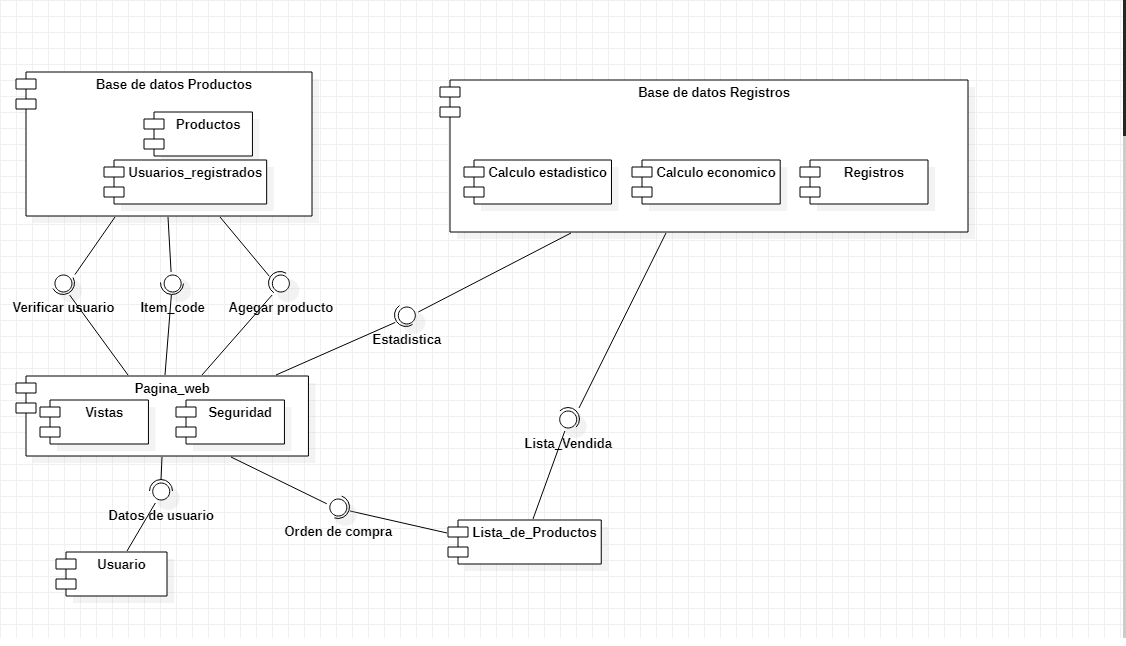 Base de datos Productos
Productos
Usuarios_registrados
Base de datos Registros
Calculo estadistico
Calculo economico
Registros
Verificar usuario
Item_code
Agegar producto
Estadistica
Pagina_web
Vistas
Seguridad
Lista_Vendida
Datos de usuario
Orden de compra
Lista_de_Productos
Usuario